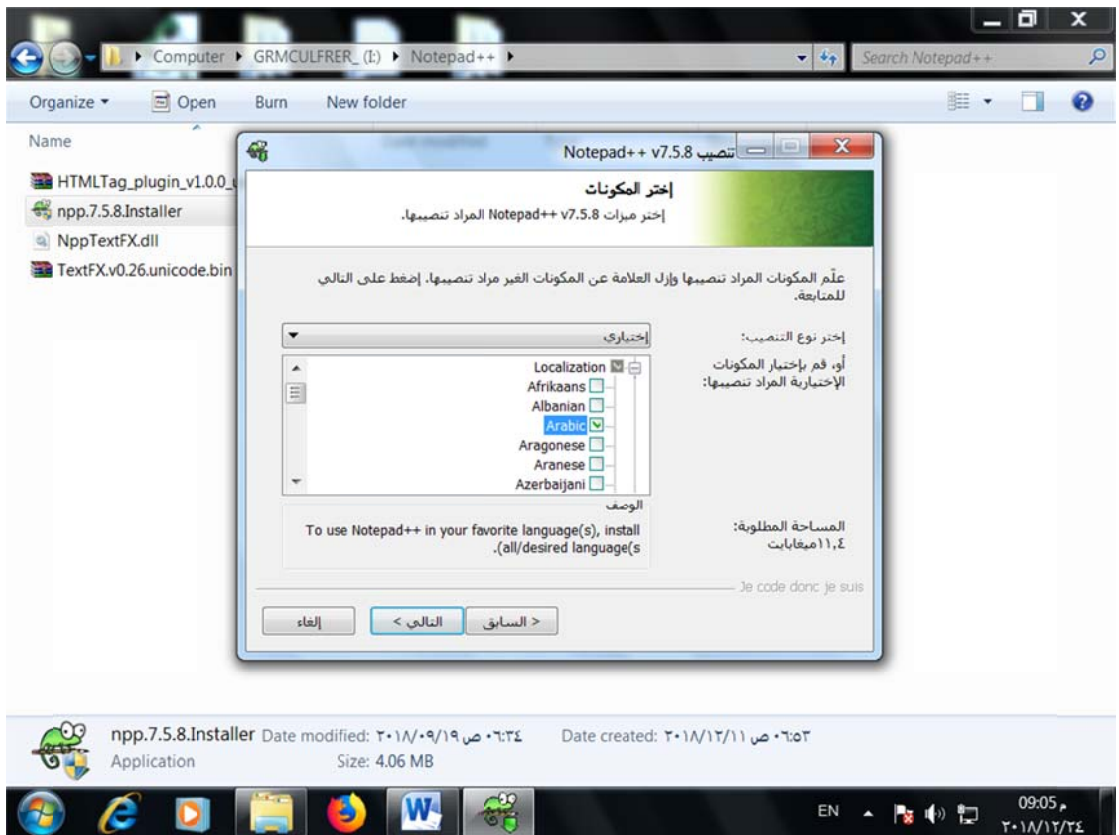 Computer ▸ GRMCULFRER_ (I:) ▸ Notepad++ ▸
Search Notepad++
Organize Open Burn New folder
Name
HTMLTag_plugin_v1.0.0_u
npp.7.5.8.Installer
NppTextFX.dll
TextFX.v0.26.unicode.bin
تنصيب Notepad++ v7.5.8
إختر المكونات
إختر ميزات Notepad++ v7.5.8 المراد تنصيبها.
علّم المكونات المراد تنصيبها وإزل العلامة عن المكونات الغير مراد تنصيبها. إضغط على التالي
للمتابعة.
إختر نوع التنصيب:
إختياري
أو، قم بإختيار المكونات
الإختيارية المراد تنصيبها:
Localization
Afrikaans
Albanian
Arabic
Aragonese
Aranese
Azerbaijani
الوصف
To use Notepad++ in your favorite language(s), install
.(all/desired language(s
المساحة المطلوبة:
١١,٤ميغابايت
Je code donc je suis
< السابق
التالي >
إلغاء
npp.7.5.8.Installer Date modified: ٢٠١٨/٠٩/١٩ ص ٠٦:٣٤ Date created: ٢٠١٨/١٢/١١ ص ٠٦:٥٣
Application Size: 4.06 MB
EN
09:05 م
٢٠١٨/١٢/٢٤